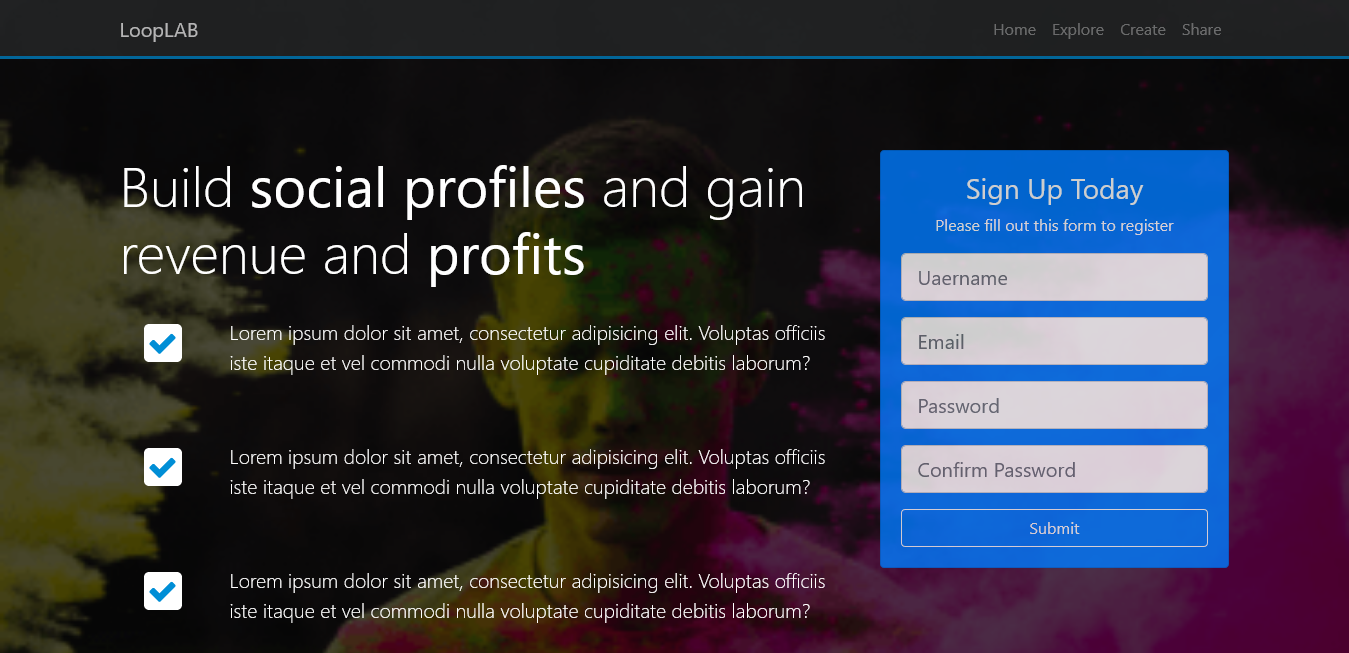 LoopLAB
Home Explore Create Share
Build social profiles and gain
revenue and profits
Lorem ipsum dolor sit amet, consectetur adipisicing elit. Voluptas officiis
iste itaque et vel commodi nulla voluptate cupiditate debitis laborum?
Lorem ipsum dolor sit amet, consectetur adipisicing elit. Voluptas officiis
iste itaque et vel commodi nulla voluptate cupiditate debitis laborum?
Lorem ipsum dolor sit amet, consectetur adipisicing elit. Voluptas officiis
iste itaque et vel commodi nulla voluptate cupiditate debitis laborum?
Sign Up Today
Please fill out this form to register
Uaername
Email
Password
Confirm Password
Submit